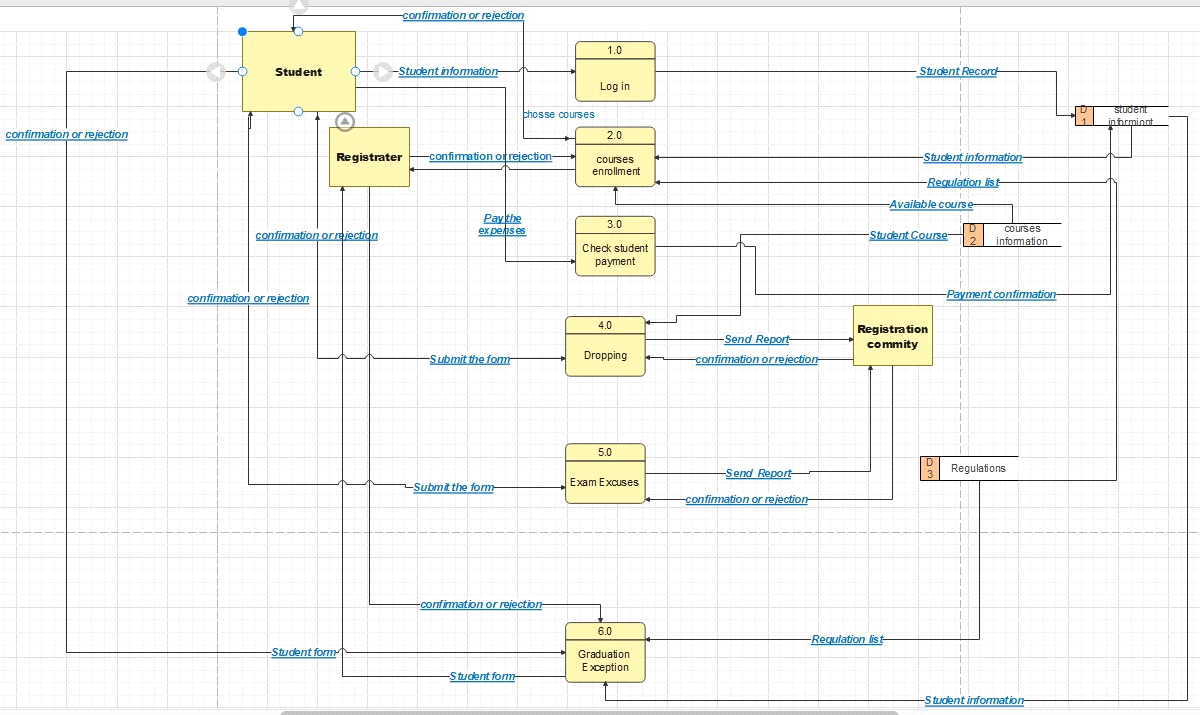 confirmation or rejection
Student
Student information
1.0
Log in
Student Record
D
1
student
informiont
chosse courses
confirmation or rejection
Registrater
confirmation or rejection
2.0
courses
enrollment
Student information
Regulation list
Available course
Pay the
expenses
3.0
Check student
payment
Student Course
D
2
courses
information
confirmation or rejection
confirmation or rejection
Payment confirmation
4.0
Dropping
Submit the form
Send Report
confirmation or rejection
Registration
commity
5.0
Exam Excuses
Submit the form
Send Report
confirmation or rejection
D
3
Regulations
confirmation or rejection
6.0
Graduation
Exception
Student form
Student form
Regulation list
Student information